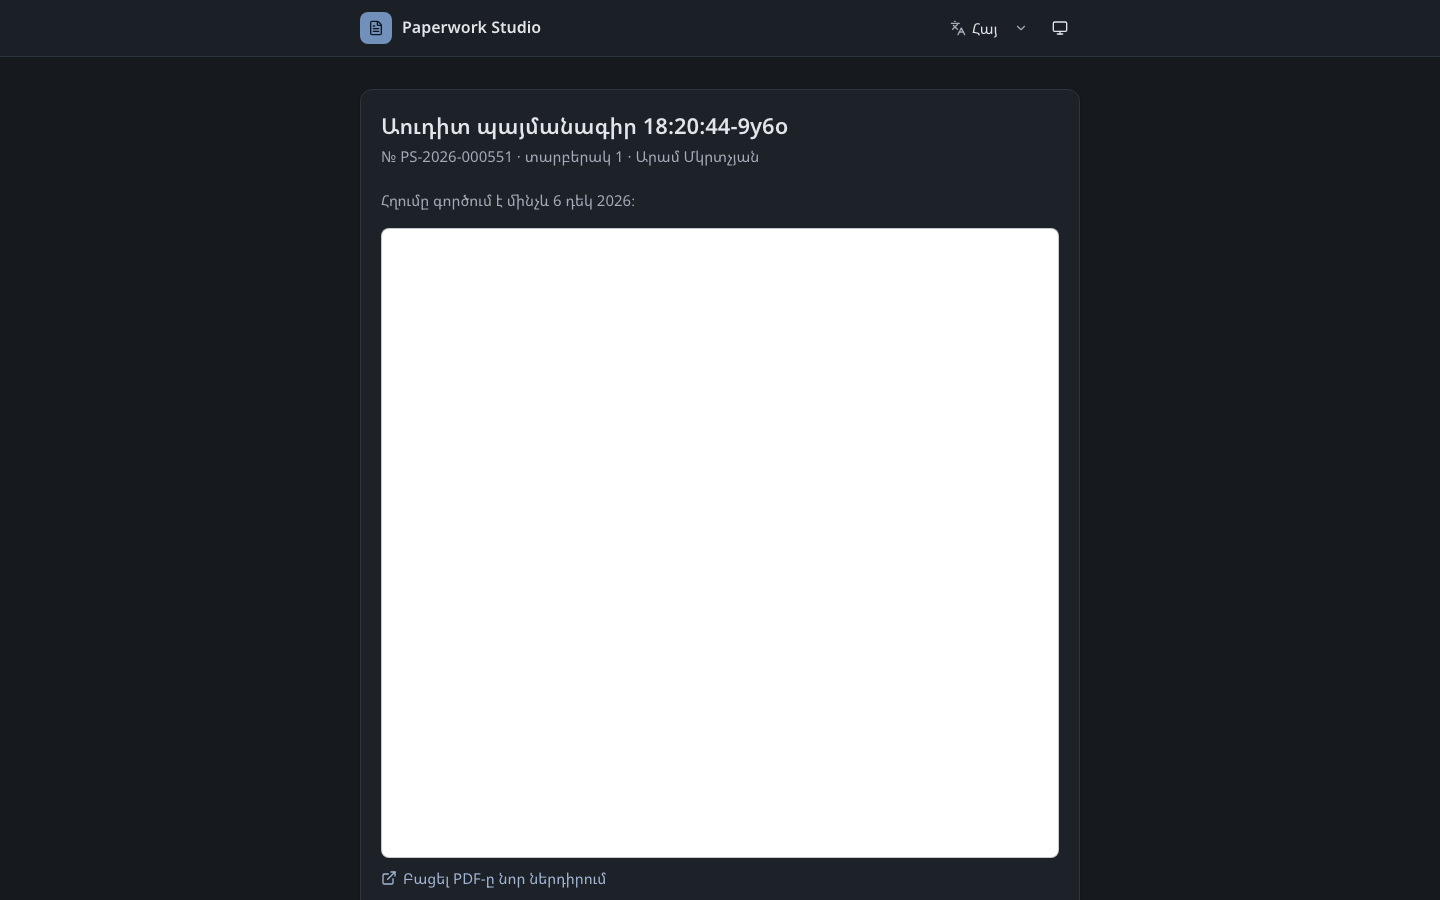 Paperwork Studio
Հայ
Աուդիտ պայմանագիր 18:20:44-9y6o
№ PS-2026-000551 · տարբերակ 1 · Արամ Մկրտչյան
Հղումը գործում է մինչև 6 դեկ 2026։
Բացել PDF-ը նոր ներդիրում